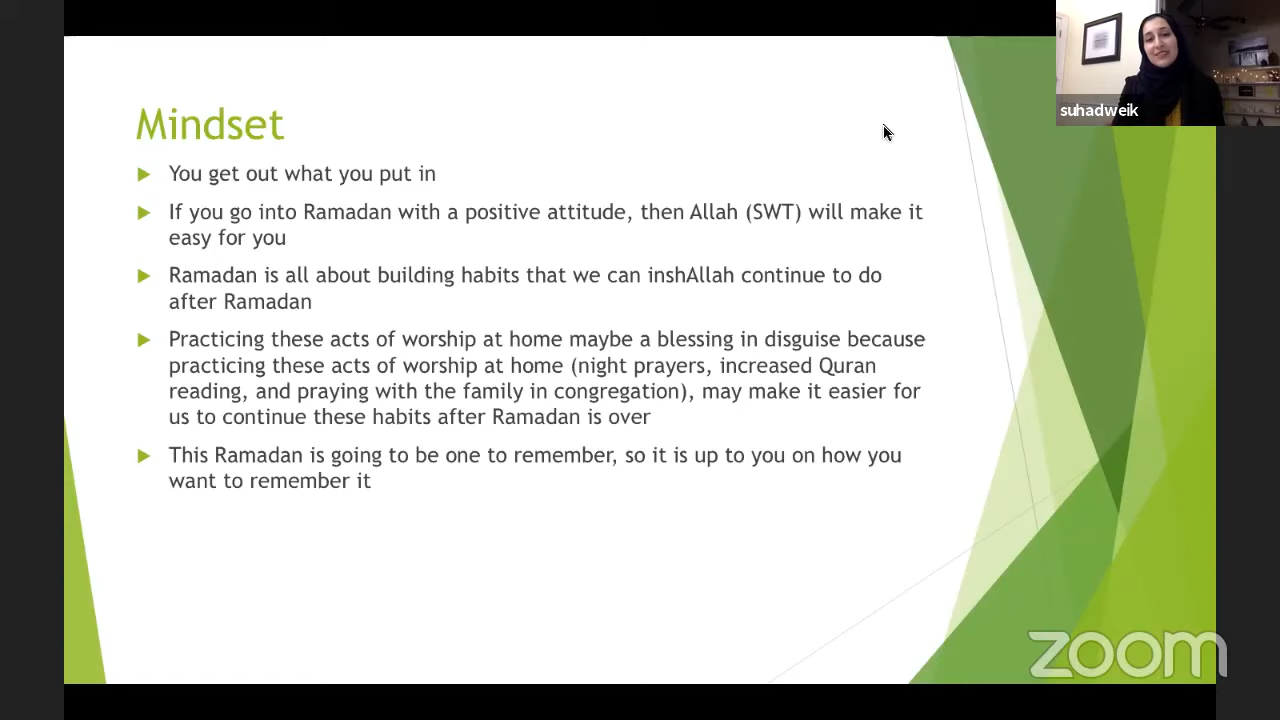 suhadweik
Mindset
You get out what you put in
If you go into Ramadan with a positive attitude, then Allah (SWT) will make it
easy for you
Ramadan is all about building habits that we can inshAllah continue to do
after Ramadan
Practicing these acts of worship at home maybe a blessing in disguise because
practicing these acts of worship at home (night prayers, increased Quran
reading, and praying with the family in congregation), may make it easier for
us to continue these habits after Ramadan is over
This Ramadan is going to be one to remember, so it is up to you on how you
want to remember it
zoom